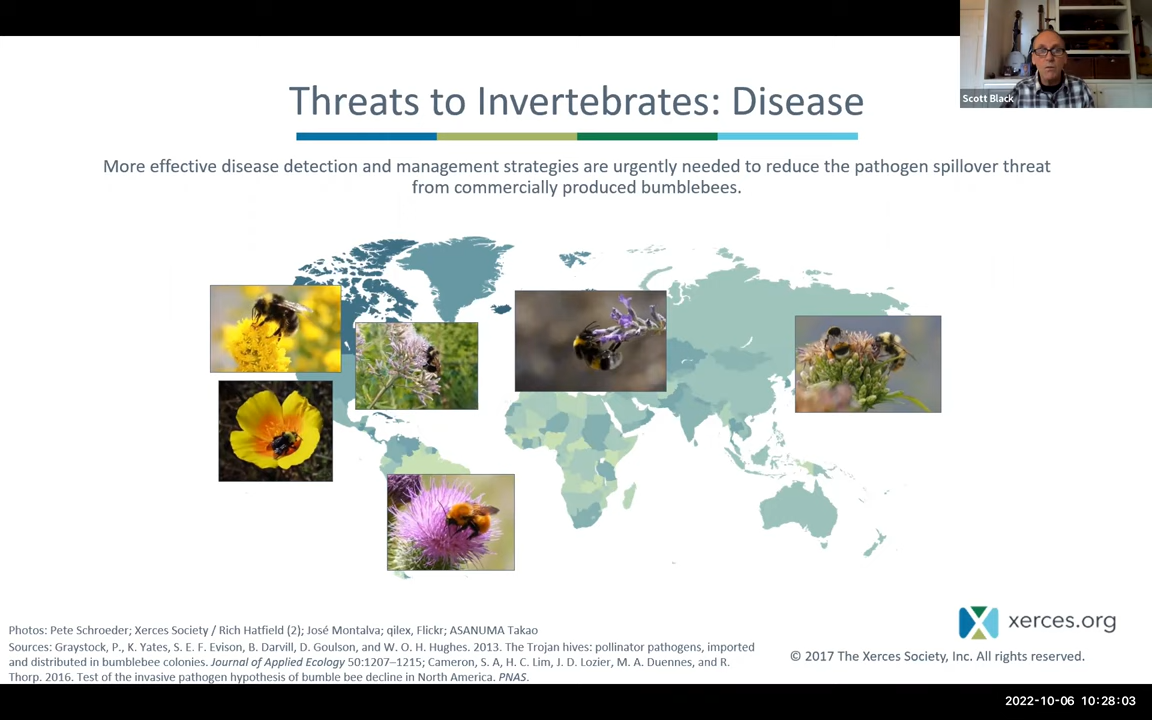 Scott Black
Threats to Invertebrates: Disease
More effective disease detection and management strategies are urgently needed to reduce the pathogen spillover threat
from commercially produced bumblebees.
Photos: Pete Schroeder; Xerces Society / Rich Hatfield (2); José Montalva; qilex, Flickr; ASANUMA Takao
Sources: Graystock, P., K. Yates, S. E. F. Evison, B. Darvill, D. Goulson, and W. O. H. Hughes. 2013. The Trojan hives: pollinator pathogens, imported
and distributed in bumblebee colonies. Journal of Applied Ecology 50:1207–1215; Cameron, S. A, H. C. Lim, J. D. Lozier, M. A. Duennes, and R.
Thorp. 2016. Test of the invasive pathogen hypothesis of bumble bee decline in North America. PNAS.
xerces.org
© 2017 The Xerces Society, Inc. All rights reserved.
2022-10-06 10:28:03